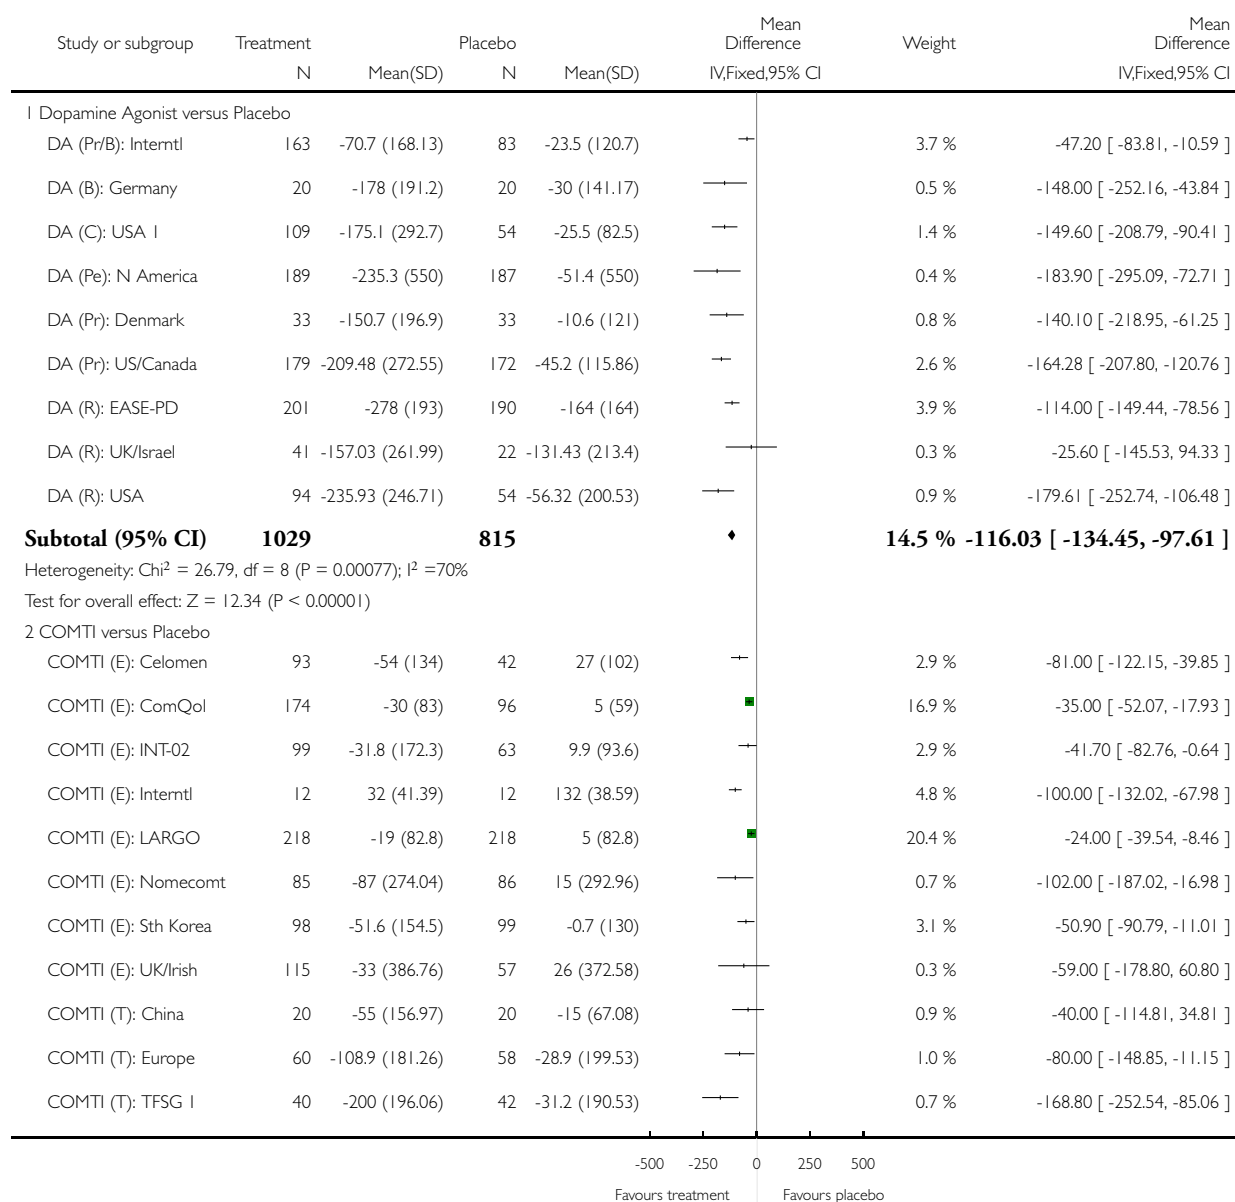 Mean Mean
Study or subgroup Treatment Placebo Difference Weight Difference
N Mean(SD) N Mean(SD) IV,Fixed,95% CI IV,Fixed,95% CI
1 Dopamine Agonist versus Placebo
DA (Pr/B): Interntl 163 -70.7 (168.13) 83 -23.5 (120.7) 3.7 % -47.20 [ -83.81, -10.59 ]
DA (B): Germany 20 -178 (191.2) 20 -30 (141.17) 0.5 % -148.00 [ -252.16, -43.84 ]
DA (C): USA 1 109 -175.1 (292.7) 54 -25.5 (82.5) 1.4 % -149.60 [ -208.79, -90.41 ]
DA (Pe): N America 189 -235.3 (550) 187 -51.4 (550) 0.4 % -183.90 [ -295.09, -72.71 ]
DA (Pr): Denmark 33 -150.7 (196.9) 33 -10.6 (121) 0.8 % -140.10 [ -218.95, -61.25 ]
DA (Pr): US/Canada 179 -209.48 (272.55) 172 -45.2 (115.86) 2.6 % -164.28 [ -207.80, -120.76 ]
DA (R): EASE-PD 201 -278 (193) 190 -164 (164) 3.9 % -114.00 [ -149.44, -78.56 ]
DA (R): UK/Israel 41 -157.03 (261.99) 22 -131.43 (213.4) 0.3 % -25.60 [ -145.53, 94.33 ]
DA (R): USA 94 -235.93 (246.71) 54 -56.32 (200.53) 0.9 % -179.61 [ -252.74, -106.48 ]
Subtotal (95% CI) 1029 815 14.5 % -116.03 [ -134.45, -97.61 ]
Heterogeneity: Chi² = 26.79, df = 8 (P = 0.00077); I² =70%
Test for overall effect: Z = 12.34 (P < 0.00001)
2 COMTI versus Placebo
COMTI (E): Celomen 93 -54 (134) 42 27 (102) 2.9 % -81.00 [ -122.15, -39.85 ]
COMTI (E): ComQol 174 -30 (83) 96 5 (59) 16.9 % -35.00 [ -52.07, -17.93 ]
COMTI (E): INT-02 99 -31.8 (172.3) 63 9.9 (93.6) 2.9 % -41.70 [ -82.76, -0.64 ]
COMTI (E): Interntl 12 32 (41.39) 12 132 (38.59) 4.8 % -100.00 [ -132.02, -67.98 ]
COMTI (E): LARGO 218 -19 (82.8) 218 5 (82.8) 20.4 % -24.00 [ -39.54, -8.46 ]
COMTI (E): Nomecomt 85 -87 (274.04) 86 15 (292.96) 0.7 % -102.00 [ -187.02, -16.98 ]
COMTI (E): Sth Korea 98 -51.6 (154.5) 99 -0.7 (130) 3.1 % -50.90 [ -90.79, -11.01 ]
COMTI (E): UK/Irish 115 -33 (386.76) 57 26 (372.58) 0.3 % -59.00 [ -178.80, 60.80 ]
COMTI (T): China 20 -55 (156.97) 20 -15 (67.08) 0.9 % -40.00 [ -114.81, 34.81 ]
COMTI (T): Europe 60 -108.9 (181.26) 58 -28.9 (199.53) 1.0 % -80.00 [ -148.85, -11.15 ]
COMTI (T): TFSG 1 40 -200 (196.06) 42 -31.2 (190.53) 0.7 % -168.80 [ -252.54, -85.06 ]
-500 -250 0 250 500
Favours treatment Favours placebo